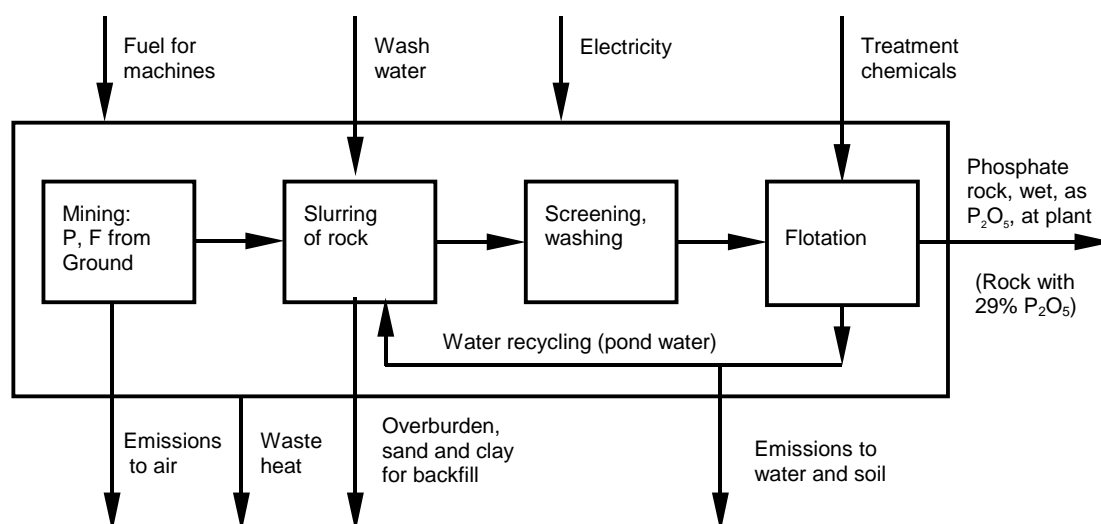 Fuel for
machines
Wash
water
Electricity
Treatment
chemicals
Mining:
P, F from
Ground
Slurring
of rock
Screening,
washing
Flotation
Phosphate
rock, wet, as
P₂O₅, at plant
(Rock with
29% P₂O₅)
Water recycling (pond water)
Emissions
to air
Waste
heat
Overburden,
sand and clay
for backfill
Emissions to
water and soil